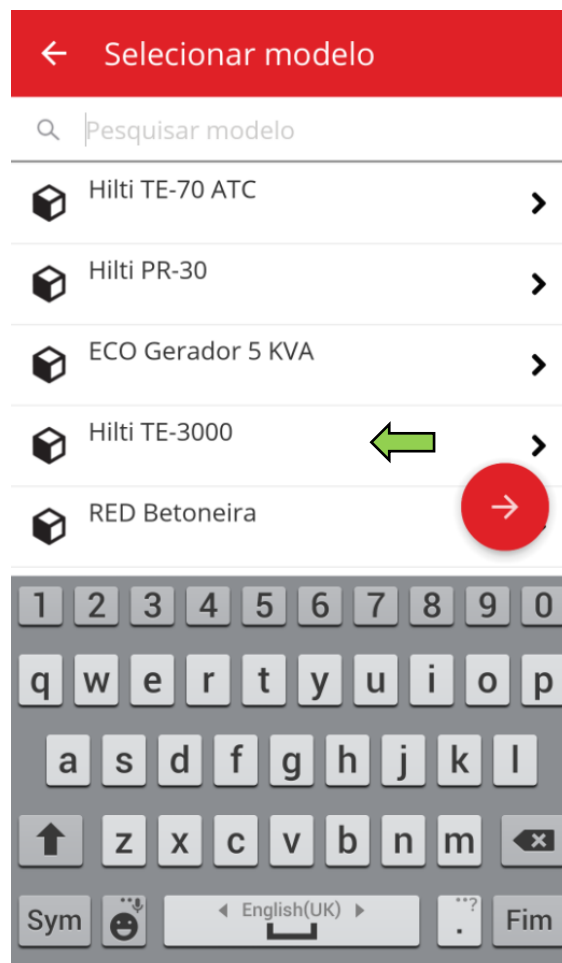 Selecionar modelo
Pesquisar modelo
Hilti TE-70 ATC
Hilti PR-30
ECO Gerador 5 KVA
Hilti TE-3000
RED Betoneira
1 2 3 4 5 6 7 8 9 0
q w e r t y u i o p
a s d f g h j k l
z x c v b n m
Sym English(UK) . Fim